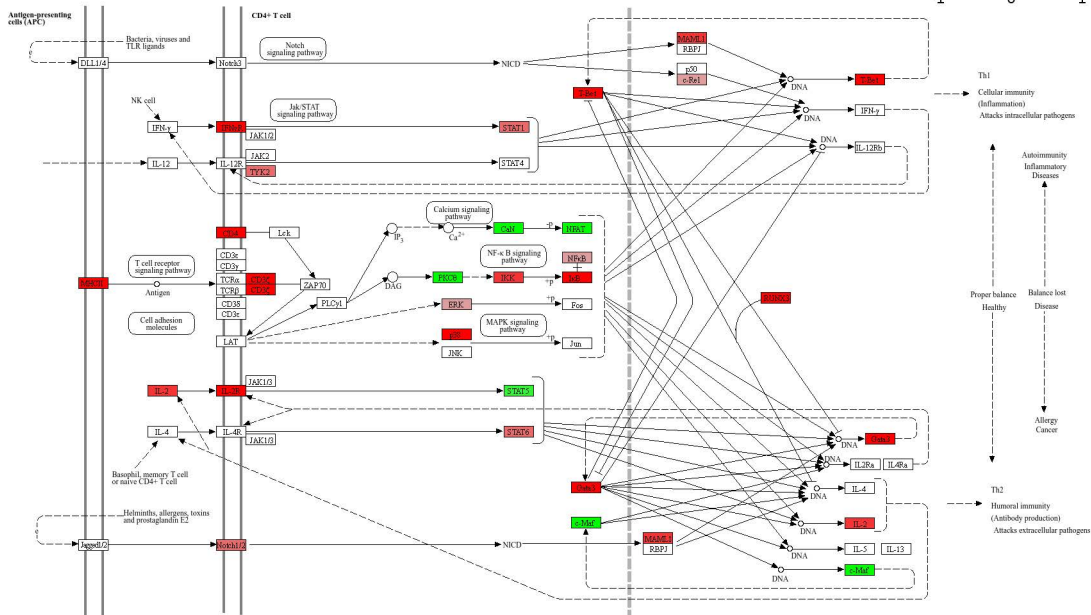 Antigen-presenting
cells (APC)
CD4+ T cell
Bacteria, viruses and
TLR ligands
Notch
signaling pathway
DLL1/4
Notch3
NICD
MAML1
RBPJ
p50
c-Rel
DNA
T-Bet
T-Bet
NK cell
Jak/STAT
signaling pathway
IFN-γ
JAK1/2
STAT1
DNA
IFN-γ
IL-12
IL-12R
JAK2
TYK2
STAT4
DNA
IL-12Rb
Th1
Cellular immunity
(Inflammation)
Attacks intracellular pathogens
Autoimmunity
Inflammatory
Diseases
Calcium signaling
pathway
CD4
Lck
IP3
Ca2+
CaN
-p
NFAT
CD3ε
CD3γ
T cell receptor
signaling pathway
NF-κB signaling
pathway
NFκB
MHCII
Antigen
TCRα
TCRβ
CD3ζ
CD3ζ
ZAP70
DAG
PKCθ
IKK
+p
IκB
RUNX3
Proper balance
Healthy
Balance lost
Disease
CD3δ
CD3ε
PLCγ1
ERK
+p
Fos
Cell adhesion
molecules
MAPK signaling
pathway
LAT
p38
JNK
+p
Jun
IL-2
IL-2R
JAK1/3
STAT5
IL-4
IL-4R
JAK1/3
STAT6
Allergy
Cancer
DNA
Gata3
DNA
IL2Ra
IL4Ra
Basophil, memory T cell
or naive CD4+ T cell
Gata3
DNA
IL-4
Th2
Humoral immunity
(Antibody production)
Attacks extracellular pathogens
Helminths, allergens, toxins
and prostaglandin E2
c-Maf
DNA
IL-2
Jagged1/2
Notch1/2
NICD
MAML1
RBPJ
DNA
IL-5
IL-13
DNA
c-Maf